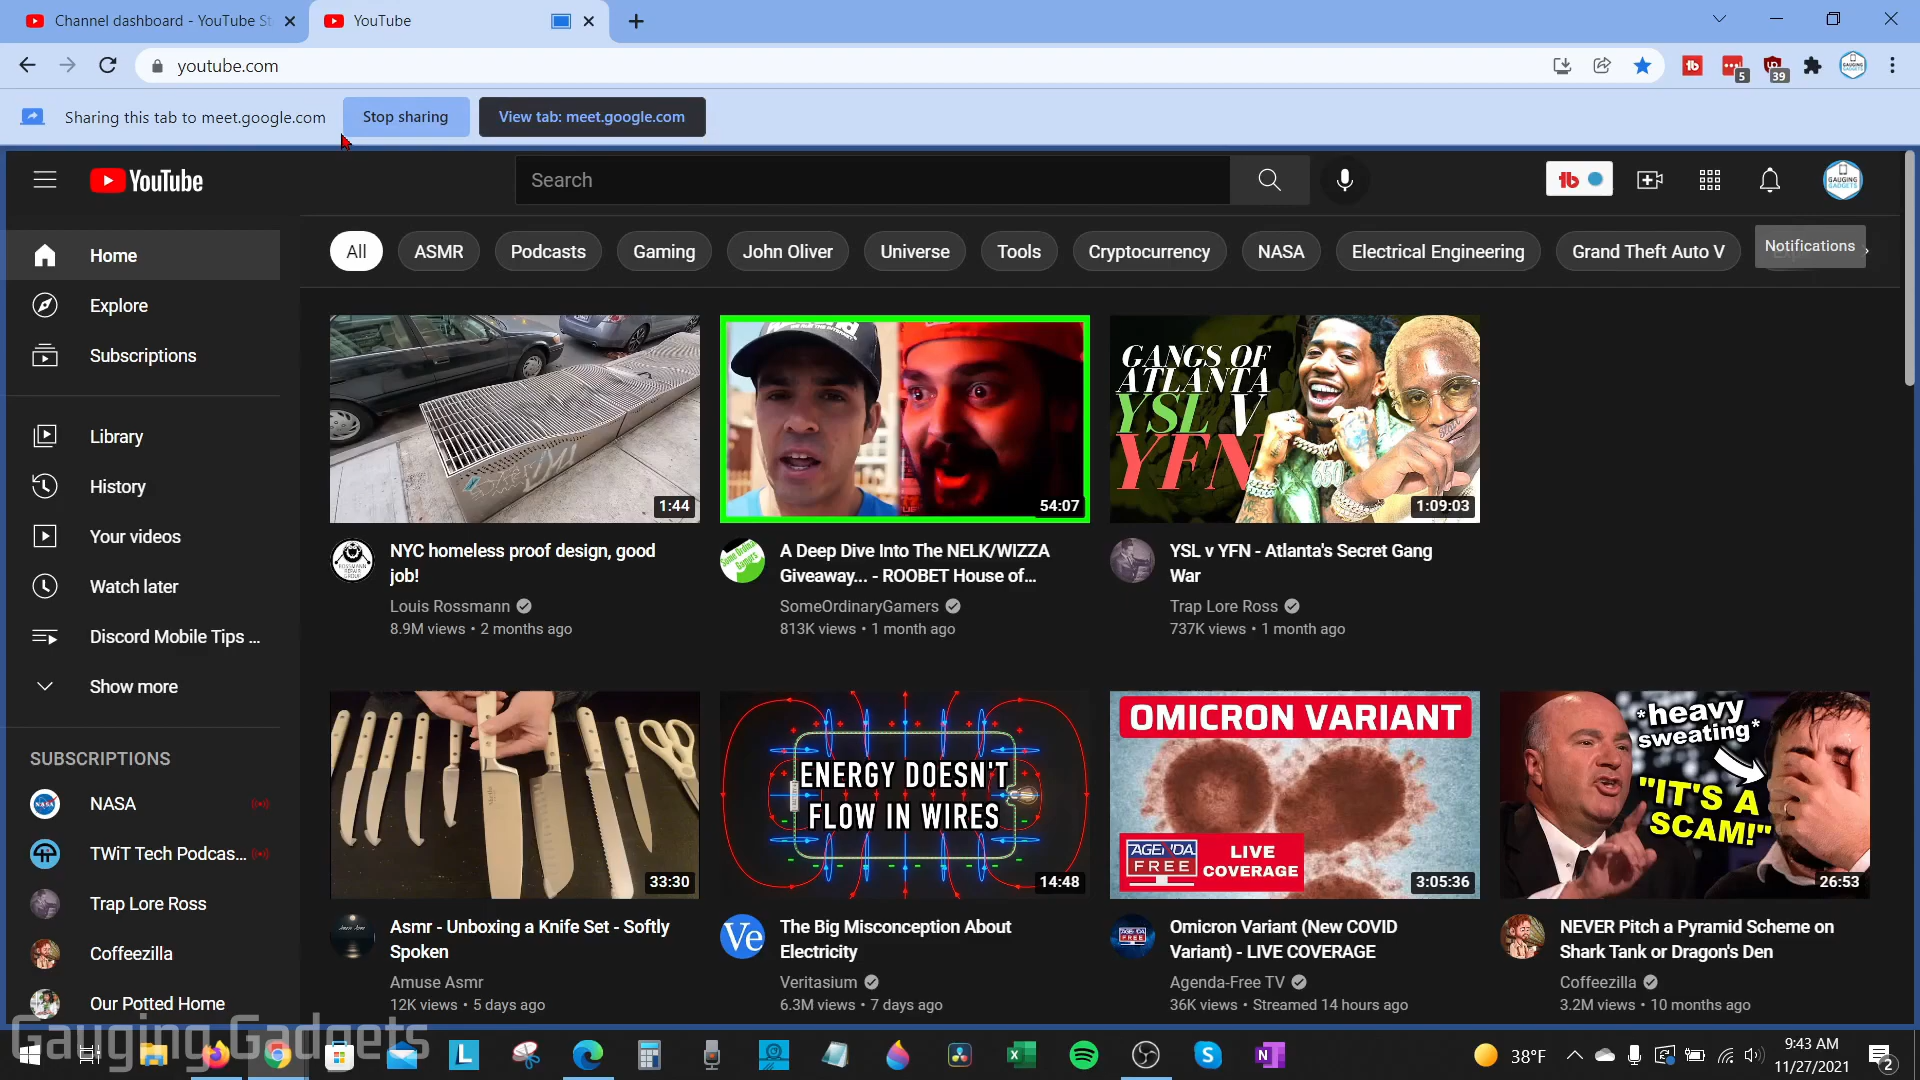 Channel dashboard - YouTube St
YouTube
youtube.com
5
39
Sharing this tab to meet.google.com
Stop sharing
View tab: meet.google.com
YouTube
Search
GAUGING GADGETS
Home
Explore
Subscriptions
Library
History
Your videos
Watch later
Discord Mobile Tips ...
Show more
SUBSCRIPTIONS
NASA
TWiT Tech Podcas...
Trap Lore Ross
Coffeezilla
Our Potted Home
All
ASMR
Podcasts
Gaming
John Oliver
Universe
Tools
Cryptocurrency
NASA
Electrical Engineering
Grand Theft Auto V
Notifications
1:44
54:07
GANGS OF
ATLANTA
YSL V
YFN
1:09:03
NYC homeless proof design, good
job!
Louis Rossmann
8.9M views • 2 months ago
A Deep Dive Into The NELK/WIZZA
Giveaway... - ROOBET House of...
SomeOrdinaryGamers
813K views • 1 month ago
YSL v YFN - Atlanta's Secret Gang
War
Trap Lore Ross
737K views • 1 month ago
33:30
ENERGY DOESN'T
FLOW IN WIRES
14:48
OMICRON VARIANT
AGENDA
FREE
LIVE
COVERAGE
3:05:36
*heavy
sweating*
"IT'S A
SCAM!"
26:53
Asmr - Unboxing a Knife Set - Softly
Spoken
Amuse Asmr
12K views • 5 days ago
Ve
The Big Misconception About
Electricity
Veritasium
6.3M views • 7 days ago
Omicron Variant (New COVID
Variant) - LIVE COVERAGE
Agenda-Free TV
36K views • Streamed 14 hours ago
NEVER Pitch a Pyramid Scheme on
Shark Tank or Dragon's Den
Coffeezilla
3.2M views • 10 months ago
Gauging Gadgets
38°F
9:43 AM
11/27/2021
2